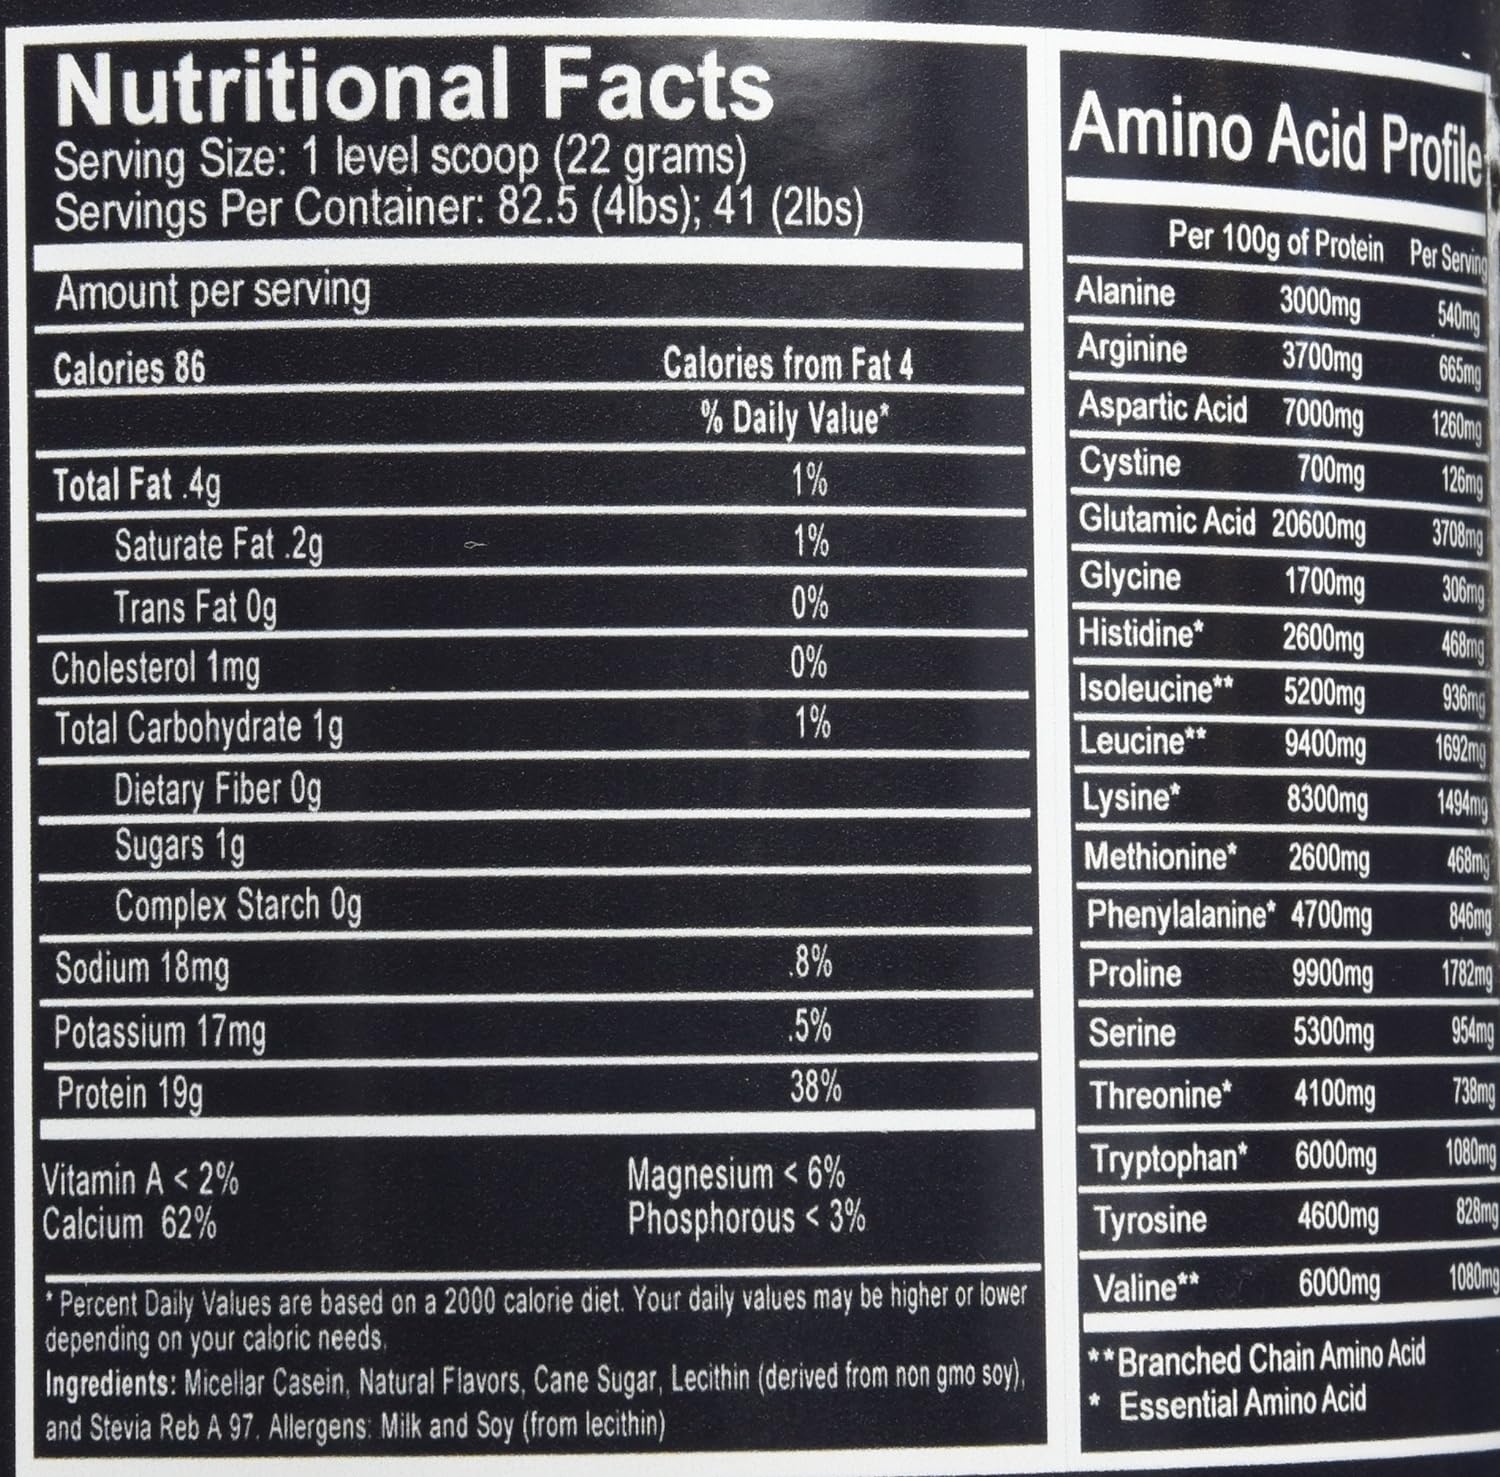 Nutritional Facts
Serving Size: 1 level scoop (22 grams)
Servings Per Container: 82.5 (4lbs); 41 (2lbs)
Amount per serving
Calories 86 Calories from Fat 4
% Daily Value*
Total Fat .4g 1%
Saturate Fat .2g 1%
Trans Fat 0g 0%
Cholesterol 1mg 0%
Total Carbohydrate 1g 1%
Dietary Fiber 0g
Sugars 1g
Complex Starch 0g
Sodium 18mg .8%
Potassium 17mg .5%
Protein 19g 38%
Vitamin A < 2% Magnesium < 6%
Calcium 62% Phosphorous < 3%
* Percent Daily Values are based on a 2000 calorie diet. Your daily values may be higher or lower
depending on your caloric needs.
Ingredients: Micellar Casein, Natural Flavors, Cane Sugar, Lecithin (derived from non gmo soy),
and Stevia Reb A 97. Allergens: Milk and Soy (from lecithin)
Amino Acid Profile
Per 100g of Protein Per Serving
Alanine 3000mg 540mg
Arginine 3700mg 665mg
Aspartic Acid 7000mg 1260mg
Cystine 700mg 126mg
Glutamic Acid 20600mg 3708mg
Glycine 1700mg 306mg
Histidine* 2600mg 468mg
Isoleucine** 5200mg 936mg
Leucine** 9400mg 1692mg
Lysine* 8300mg 1494mg
Methionine* 2600mg 468mg
Phenylalanine* 4700mg 846mg
Proline 9900mg 1782mg
Serine 5300mg 954mg
Threonine* 4100mg 738mg
Tryptophan* 6000mg 1080mg
Tyrosine 4600mg 828mg
Valine** 6000mg 1080mg
**Branched Chain Amino Acid
* Essential Amino Acid